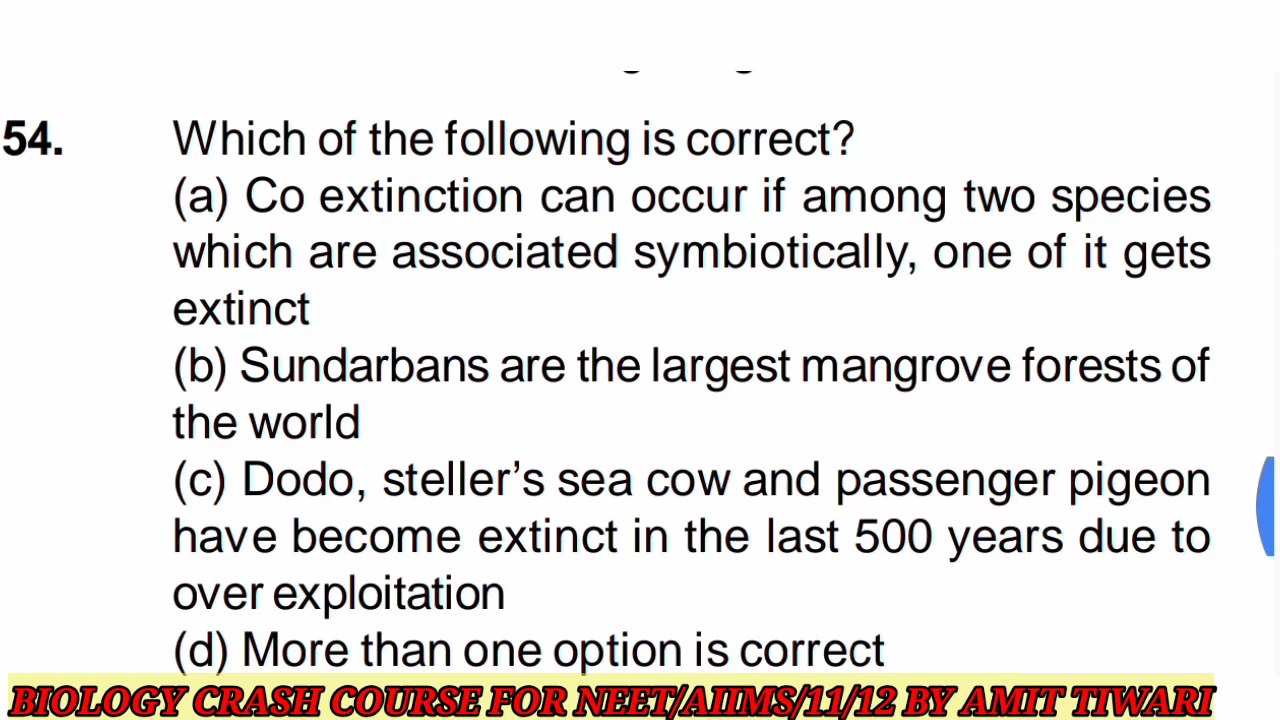 54. Which of the following is correct?
(a) Co extinction can occur if among two species
which are associated symbiotically, one of it gets
extinct
(b) Sundarbans are the largest mangrove forests of
the world
(c) Dodo, steller’s sea cow and passenger pigeon
have become extinct in the last 500 years due to
over exploitation
(d) More than one option is correct
BIOLOGY CRASH COURSE FOR NEET/AIIMS/11/12 BY AMIT TIWARI